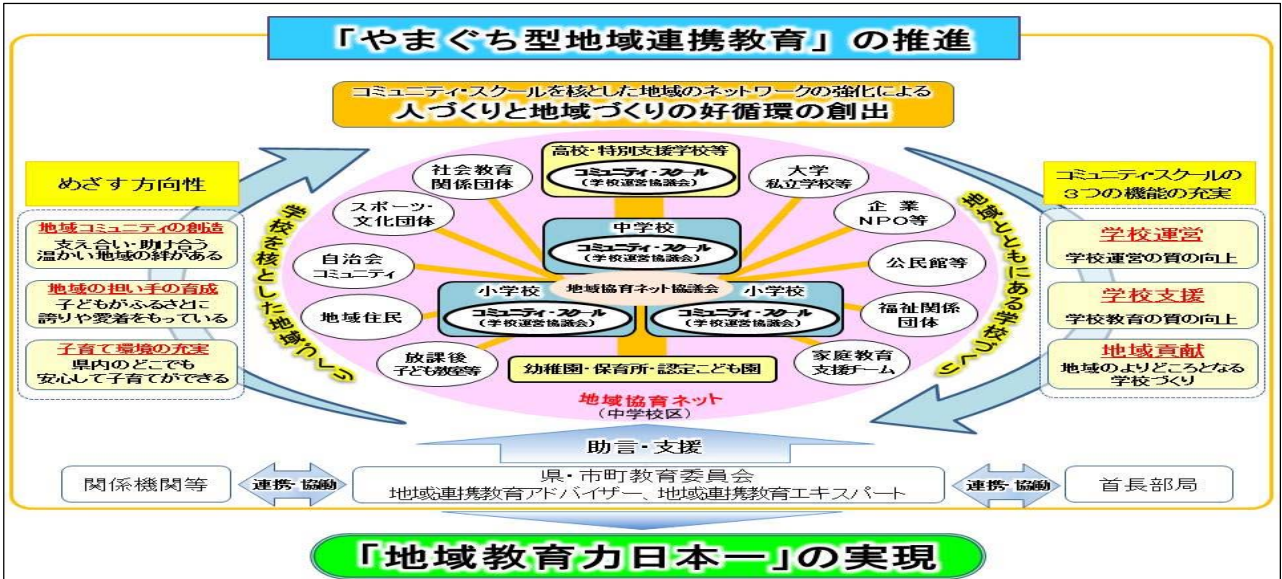 「やまぐち型地域連携教育」の推進
コミュニティ・スクールを核とした地域のネットワークの強化による
人づくりと地域づくりの好循環の創出
めざす方向性
地域コミュニティの創造
支え合い・助け合う
温かい地域の絆がある
地域の担い手の育成
子どもがふるさとに
誇りや愛着をもっている
子育て環境の充実
県内のどこでも
安心して子育てができる
学校を核とした地域づくり
高校・特別支援学校等
コミュニティ・スクール
(学校運営協議会)
社会教育
関係団体
スポーツ・
文化団体
自治会
コミュニティ
地域住民
放課後
子ども教室等
中学校
コミュニティ・スクール
(学校運営協議会)
地域協育ネット協議会
小学校
コミュニティ・スクール
(学校運営協議会)
小学校
コミュニティ・スクール
(学校運営協議会)
幼稚園・保育所・認定こども園
大学
私立学校等
企業
NPO等
公民館等
福祉関係
団体
家庭教育
支援チーム
地域協育ネット
(中学校区)
地域とともにある学校づくり
コミュニティ・スクールの
3つの機能の充実
学校運営
学校運営の質の向上
学校支援
学校教育の質の向上
地域貢献
地域のよりどころとなる
学校づくり
助言・支援
関係機関等
連携・協働
県・市町教育委員会
地域連携教育アドバイザー、地域連携教育エキスパート
連携・協働
首長部局
「地域教育力日本一」の実現